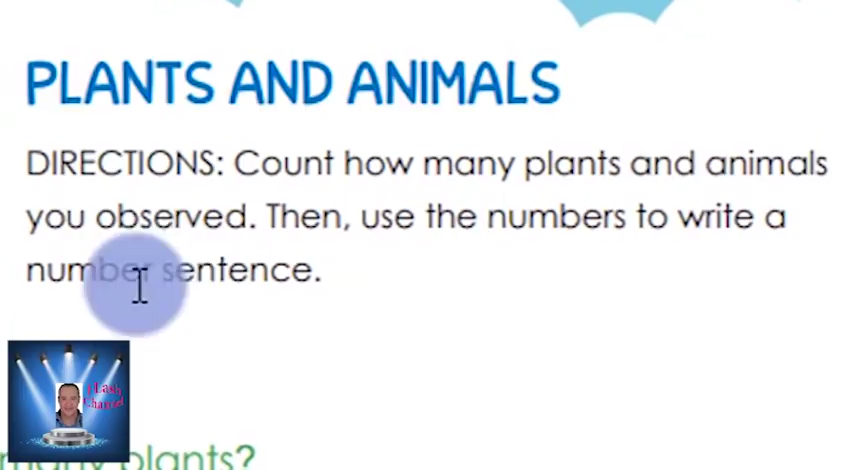 PLANTS AND ANIMALS
DIRECTIONS: Count how many plants and animals
you observed. Then, use the numbers to write a
number sentence.
many plants?